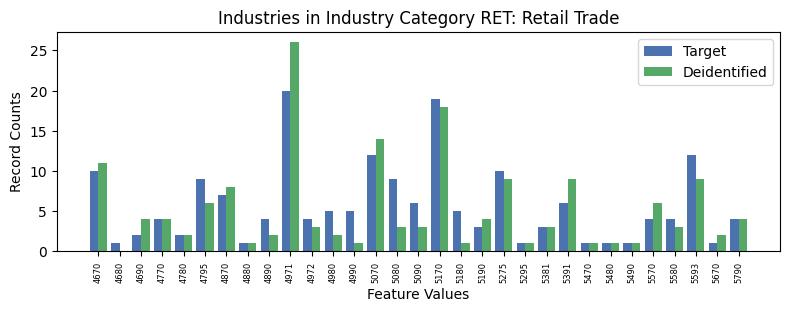 Industries in Industry Category RET: Retail Trade
Target
Deidentified
Record Counts
25
20
15
10
5
0
4670 4680 4690 4770 4780 4795 4870 4880 4890 4971 4972 4980 4990 5070 5080 5090 5170 5180 5190 5275 5295 5381 5391 5470 5480 5490 5570 5580 5593 5670 5790
Feature Values